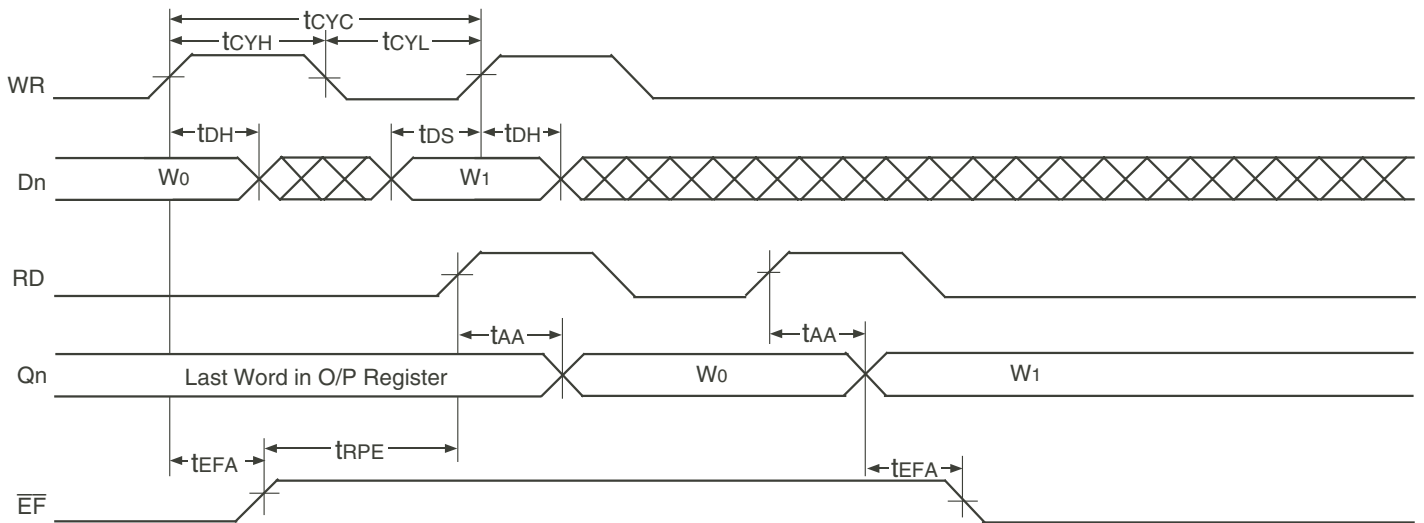 tCYC
tCYH tCYL
WR
tDH tDS tDH
Dn W0 W1
RD
tAA tAA
Qn Last Word in O/P Register W0 W1
tEFA tRPE tEFA
E̅F̅